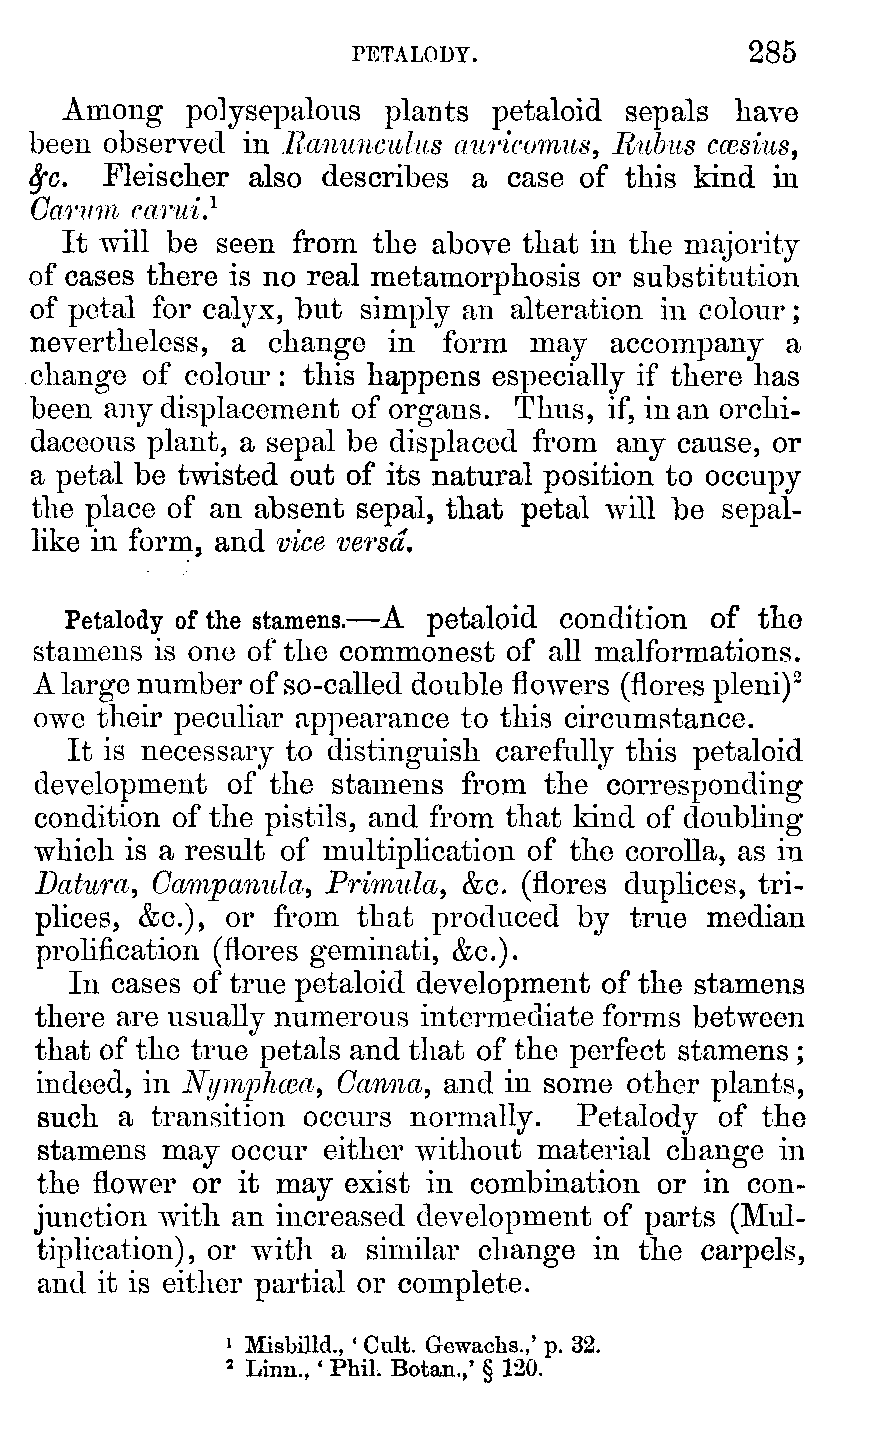 PETALODY. 285
Among polysepalous plants petaloid sepals have
been observed in Ranunculus auricomus, Rubus cæsius,
&c. Fleischer also describes a case of this kind in
Carum carui.¹
It will be seen from the above that in the majority
of cases there is no real metamorphosis or substitution
of petal for calyx, but simply an alteration in colour;
nevertheless, a change in form may accompany a
change of colour: this happens especially if there has
been any displacement of organs. Thus, if, in an orchi-
daceous plant, a sepal be displaced from any cause, or
a petal be twisted out of its natural position to occupy
the place of an absent sepal, that petal will be sepal-
like in form, and vice versá.
Petalody of the stamens.—A petaloid condition of the
stamens is one of the commonest of all malformations.
A large number of so-called double flowers (flores pleni)²
owe their peculiar appearance to this circumstance.
It is necessary to distinguish carefully this petaloid
development of the stamens from the corresponding
condition of the pistils, and from that kind of doubling
which is a result of multiplication of the corolla, as in
Datura, Campanula, Primula, &c. (flores duplices, tri-
plices, &c.), or from that produced by true median
prolification (flores geminati, &c.).
In cases of true petaloid development of the stamens
there are usually numerous intermediate forms between
that of the true petals and that of the perfect stamens;
indeed, in Nymphæa, Canna, and in some other plants,
such a transition occurs normally. Petalody of the
stamens may occur either without material change in
the flower or it may exist in combination or in con-
junction with an increased development of parts (Mul-
tiplication), or with a similar change in the carpels,
and it is either partial or complete.
¹ Misbilld., ‘Cult. Gewachs.,’ p. 32.
² Linn., ‘Phil. Botan.,’ § 120.